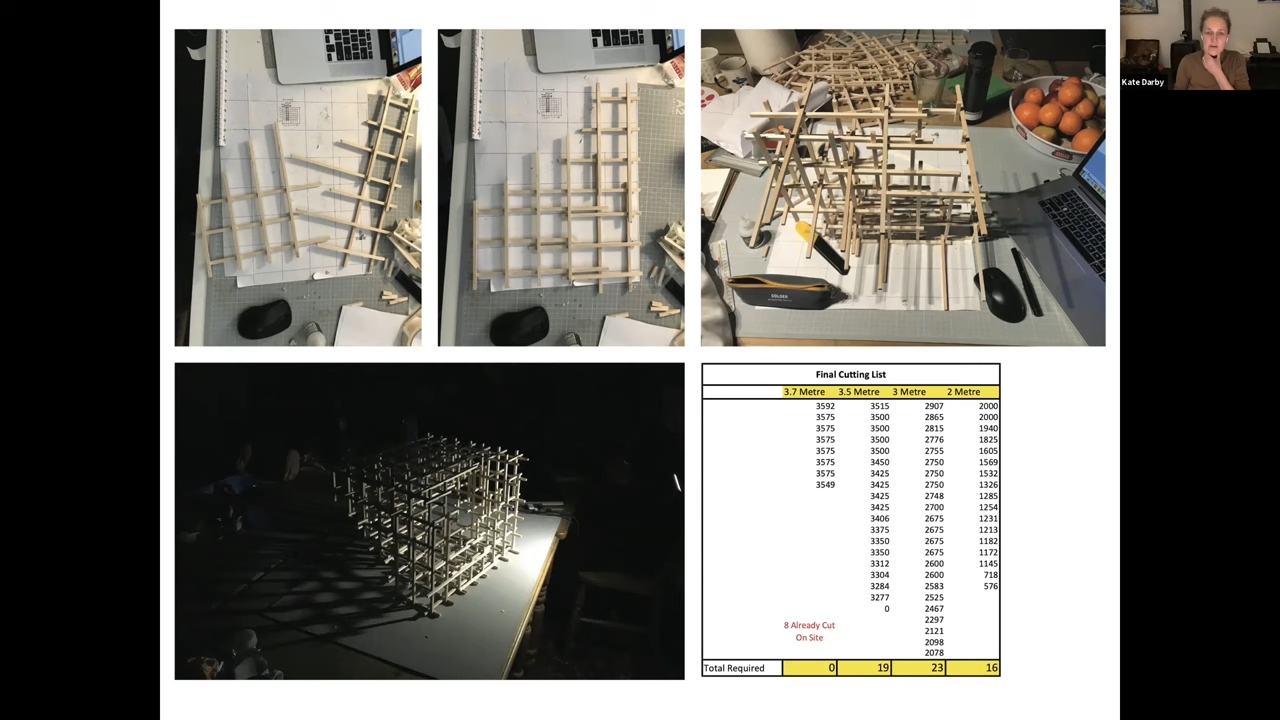 Kate Darby
Final Cutting List
3.7 Metre 3.5 Metre 3 Metre 2 Metre
3592 3515 2907 2000
3575 3500 2865 2000
3575 3500 2815 1940
3575 3500 2776 1825
3575 3500 2755 1605
3575 3450 2750 1569
3575 3425 2750 1532
3549 3425 2750 1326
3425 2748 1285
3425 2700 1254
3406 2675 1231
3375 2675 1213
3350 2675 1182
3350 2675 1172
3312 2600 1145
3304 2600 718
3284 2583 576
3277 2525
0 2467
2297
8 Already Cut
2121
On Site
2098
2078
Total Required 0 19 23 16